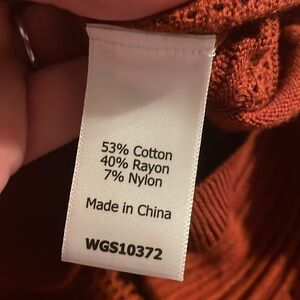 53% Cotton
40% Rayon
7% Nylon
Made in China
WGS10372